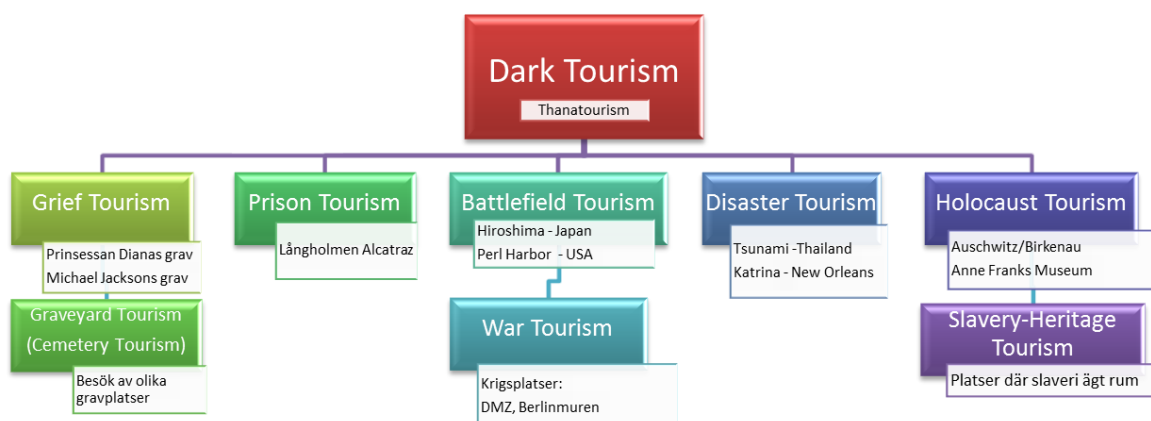 Dark Tourism
Thanatourism
Grief Tourism
Prinsessan Dianas grav
Michael Jacksons grav
Graveyard Tourism
(Cemetery Tourism)
Besök av olika
gravplatser
Prison Tourism
Långholmen Alcatraz
Battlefield Tourism
Hiroshima - Japan
Perl Harbor - USA
War Tourism
Krigsplatser:
DMZ, Berlinmuren
Disaster Tourism
Tsunami -Thailand
Katrina - New Orleans
Holocaust Tourism
Auschwitz/Birkenau
Anne Franks Museum
Slavery-Heritage
Tourism
Platser där slaveri ägt rum